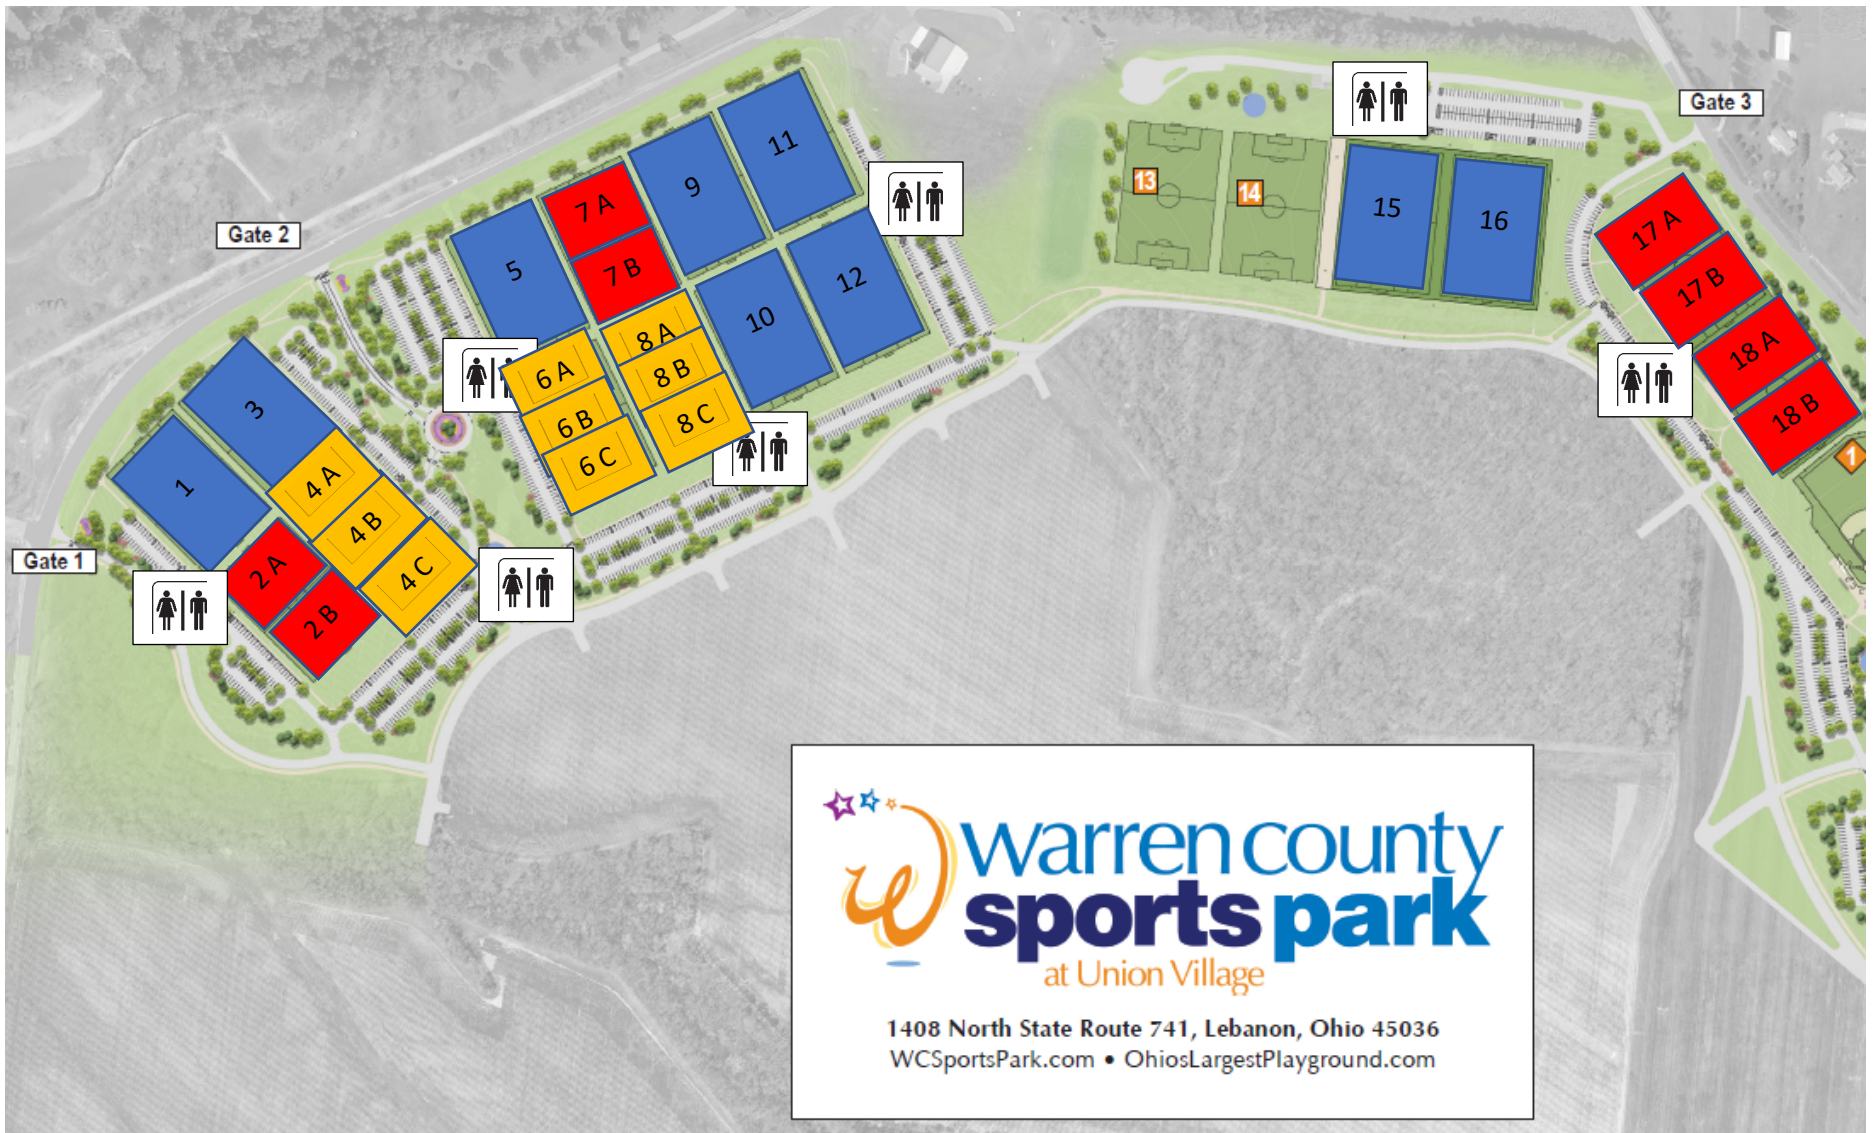 Gate 3
11
13
14
9
7 A
15
16
17 A
Gate 2
5
7 B
12
17 B
10
8 A
18 A
6 A
8 B
3
18 B
6 B
8 C
1
6 C
4 A
1
4 B
Gate 1
2 A
4 C
2 B
warren county
sports park
at Union Village
1408 North State Route 741, Lebanon, Ohio 45036
WCSportsPark.com • OhiosLargestPlayground.com